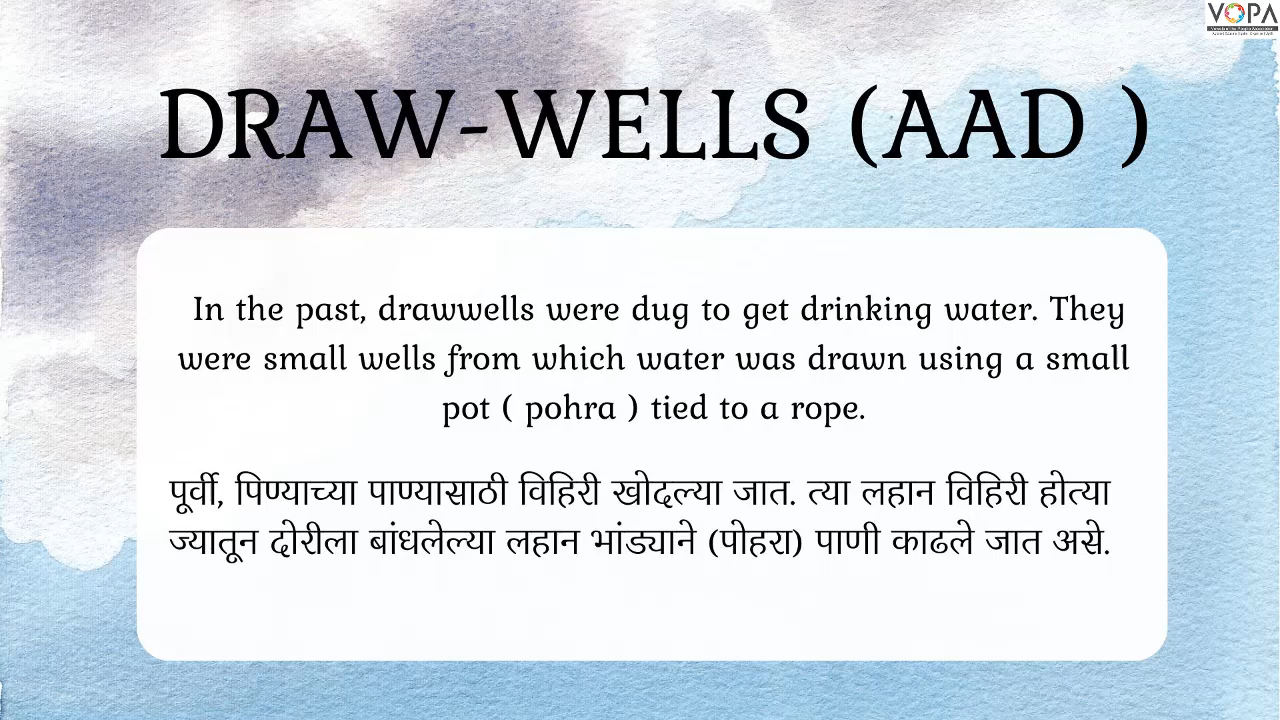 VOPA
DRAW-WELLS (AAD )
In the past, drawwells were dug to get drinking water. They
were small wells from which water was drawn using a small
pot ( pohra ) tied to a rope.
पूर्वी, पिण्याच्या पाण्यासाठी विहिरी खोदल्या जात. त्या लहान विहिरी होत्या
ज्यातून दोरीला बांधलेल्या लहान भांड्याने (पोहरा) पाणी काढले जात असे.